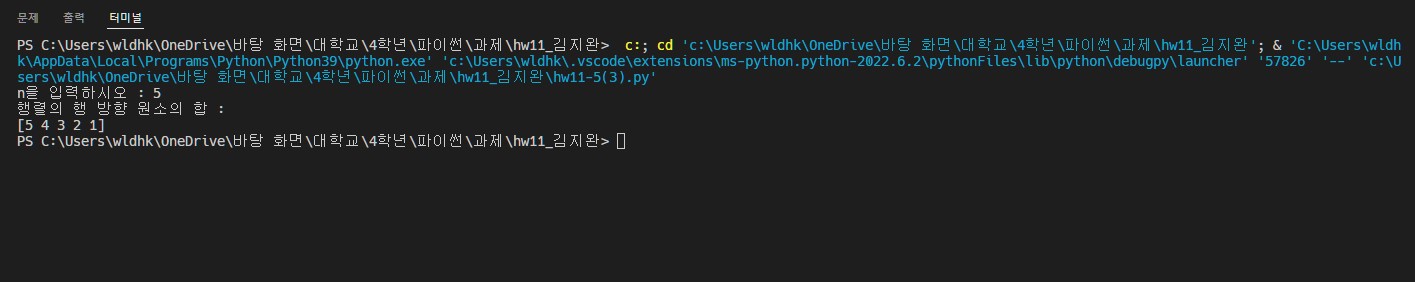 문제 출력 터미널
PS C:\Users\wldhk\OneDrive\바탕 화면\대학교\4학년\파이썬\과제\hw11_김지완> c:; cd 'c:\Users\wldhk\OneDrive\바탕 화면\대학교\4학년\파이썬\과제\hw11_김지완'; & 'C:\Users\wldh
k\AppData\Local\Programs\Python\Python39\python.exe' 'c:\Users\wldhk\.vscode\extensions\ms-python.python-2022.6.2\pythonFiles\lib\python\debugpy\launcher' '57826' '--' 'c:\U
sers\wldhk\OneDrive\바탕 화면\대학교\4학년\파이썬\과제\hw11_김지완\hw11-5(3).py'
n을 입력하시오 : 5
행렬의 행 방향 원소의 합 :
[5 4 3 2 1]
PS C:\Users\wldhk\OneDrive\바탕 화면\대학교\4학년\파이썬\과제\hw11_김지완>